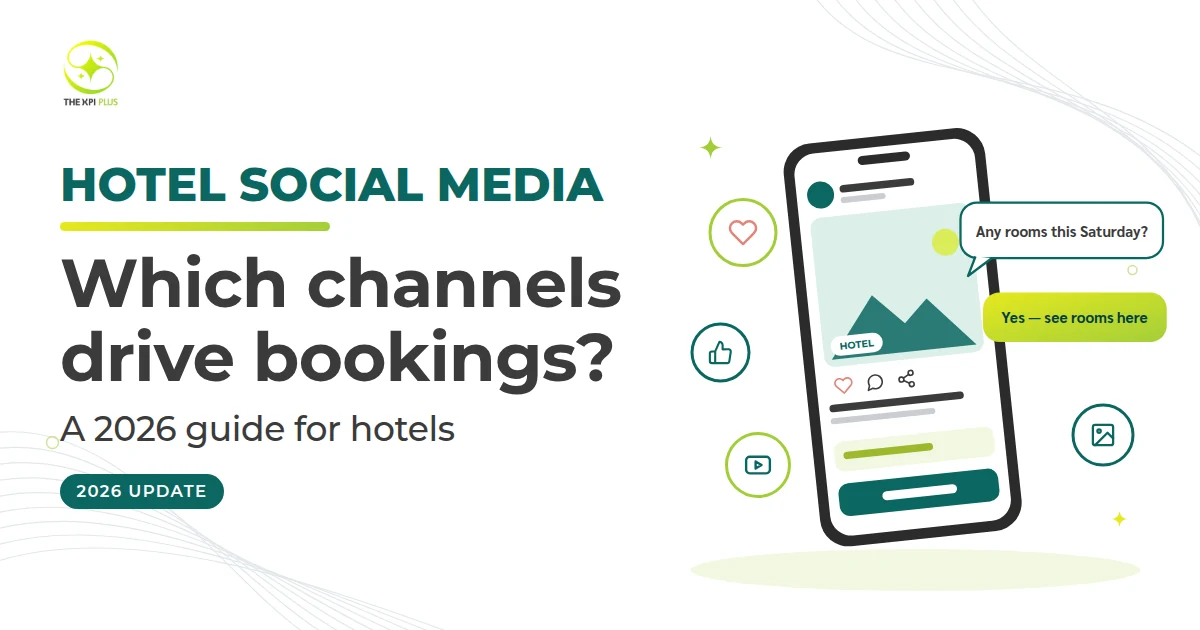 THE XPI PLUS
HOTEL SOCIAL MEDIA
Which channels
drive bookings?
A 2026 guide for hotels
2026 UPDATE
Any rooms this Saturday?
Yes — see rooms here
HOTEL